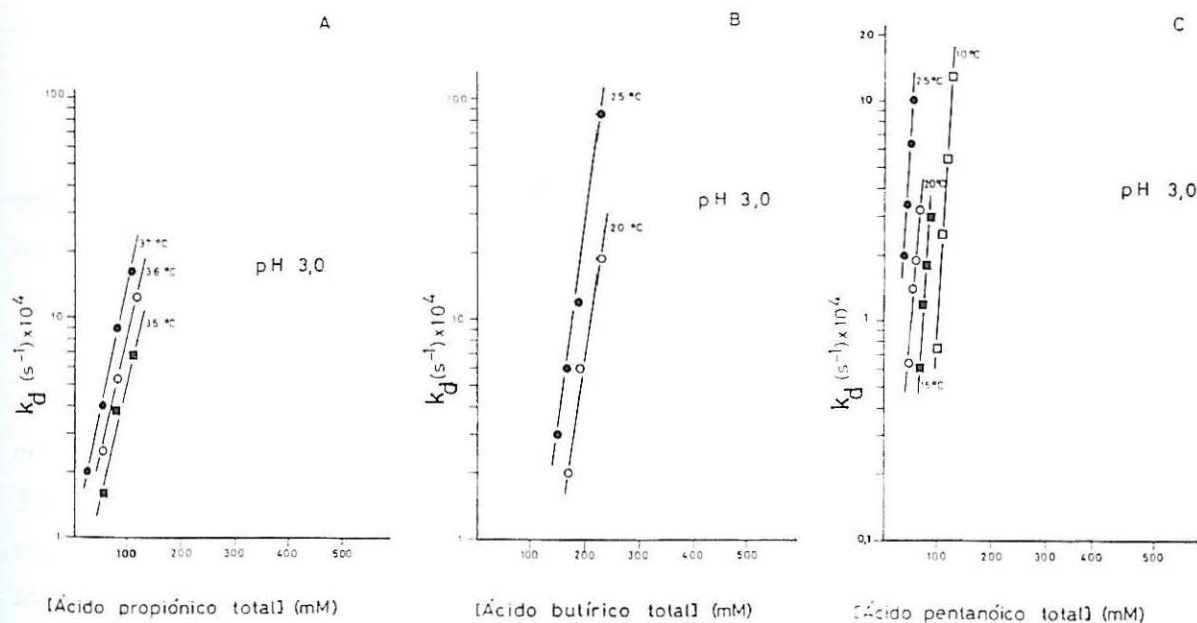 A
100
10
1
37 °C
36 °C
35 °C
pH 3,0
k_d (s⁻¹) × 10⁴
100 200 300 400 500
[Ácido propiónico total] (mM)
B
100
10
1
25 °C
20 °C
pH 3,0
k_d (s⁻¹) × 10⁴
100 200 300 400 500
[Ácido butírico total] (mM)
C
20
10
1
0,1
25 °C
10 °C
20 °C
15 °C
pH 3,0
k_d (s⁻¹) × 10⁴
100 200 300 400 500
[Ácido pentanóico total] (mM)